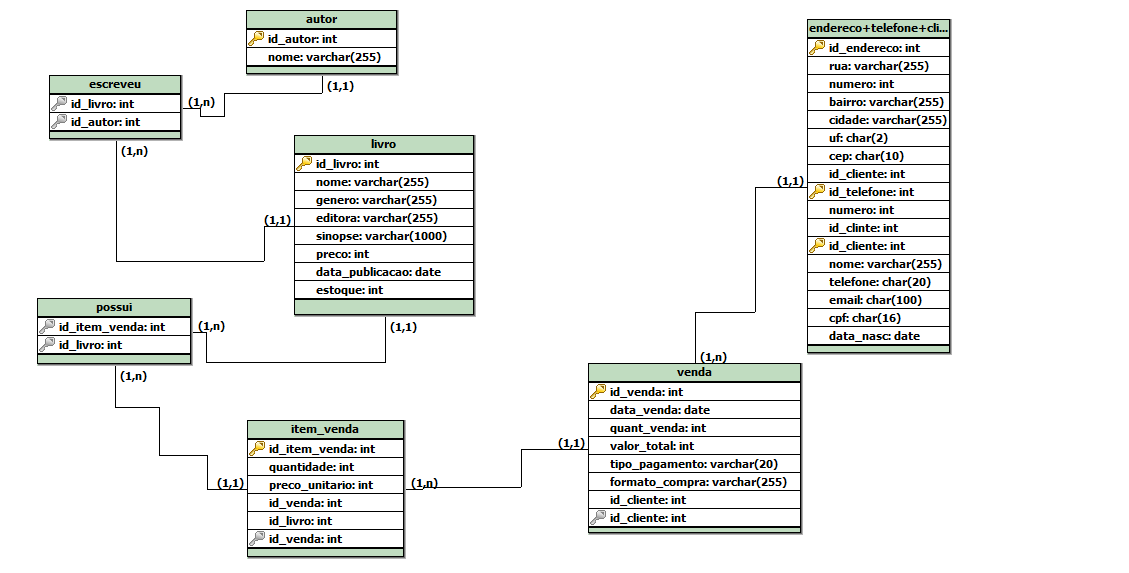 autor
id_autor: int
nome: varchar(255)
(1,1)
escreveu
id_livro: int
id_autor: int
(1,n)
(1,n)
livro
id_livro: int
nome: varchar(255)
genero: varchar(255)
editora: varchar(255)
sinopse: varchar(1000)
preco: int
data_publicacao: date
estoque: int
(1,1)
(1,1)
possui
id_item_venda: int
id_livro: int
(1,n)
(1,n)
item_venda
id_item_venda: int
quantidade: int
preco_unitario: int
id_venda: int
id_livro: int
id_venda: int
(1,1)
(1,n)
venda
id_venda: int
data_venda: date
quant_venda: int
valor_total: int
tipo_pagamento: varchar(20)
formato_compra: varchar(255)
id_cliente: int
id_cliente: int
(1,1)
(1,n)
endereco+telefone+cli...
id_endereco: int
rua: varchar(255)
numero: int
bairro: varchar(255)
cidade: varchar(255)
uf: char(2)
cep: char(10)
id_cliente: int
id_telefone: int
numero: int
id_clinte: int
id_cliente: int
nome: varchar(255)
telefone: char(20)
email: char(100)
cpf: char(16)
data_nasc: date
(1,1)